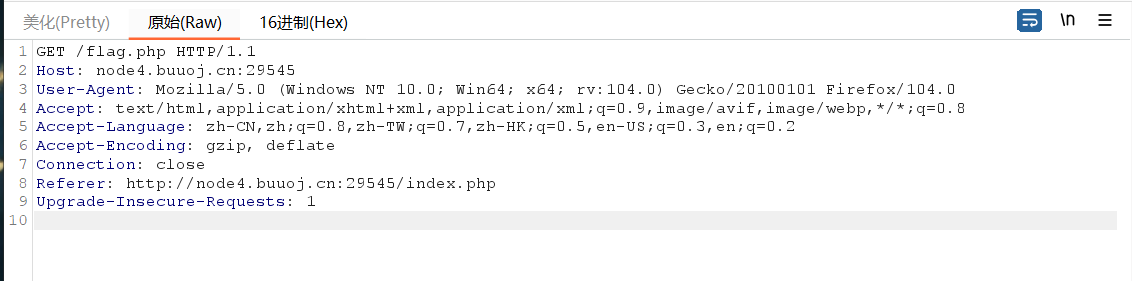 美化(Pretty) 原始(Raw) 16进制(Hex) \n
1 GET /flag.php HTTP/1.1
2 Host: node4.buuoj.cn:29545
3 User-Agent: Mozilla/5.0 (Windows NT 10.0; Win64; x64; rv:104.0) Gecko/20100101 Firefox/104.0
4 Accept: text/html,application/xhtml+xml,application/xml;q=0.9,image/avif,image/webp,*/*;q=0.8
5 Accept-Language: zh-CN,zh;q=0.8,zh-TW;q=0.7,zh-HK;q=0.5,en-US;q=0.3,en;q=0.2
6 Accept-Encoding: gzip, deflate
7 Connection: close
8 Referer: http://node4.buuoj.cn:29545/index.php
9 Upgrade-Insecure-Requests: 1
10